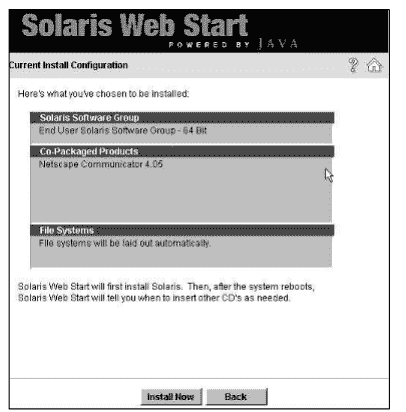 Solaris Web Start
POWERED BY JAVA
Current Install Configuration
?
Here's what you've chosen to be installed:
Solaris Software Group
End User Solaris Software Group - 64 Bit
Co-Packaged Products
Netscape Communicator 4.05
File Systems
File systems will be laid out automatically.
Solaris Web Start will first install Solaris. Then, after the system reboots,
Solaris Web Start will tell you when to insert other CD's as needed.
Install Now Back